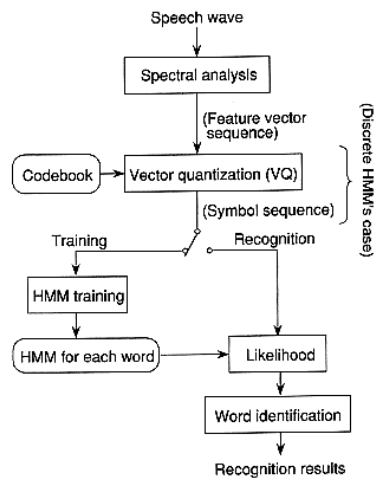 Speech wave
Spectral analysis
(Feature vector
sequence)
Codebook
Vector quantization (VQ)
(Symbol sequence)
(Discrete HMM's case)
Training
Recognition
HMM training
HMM for each word
Likelihood
Word identification
Recognition results